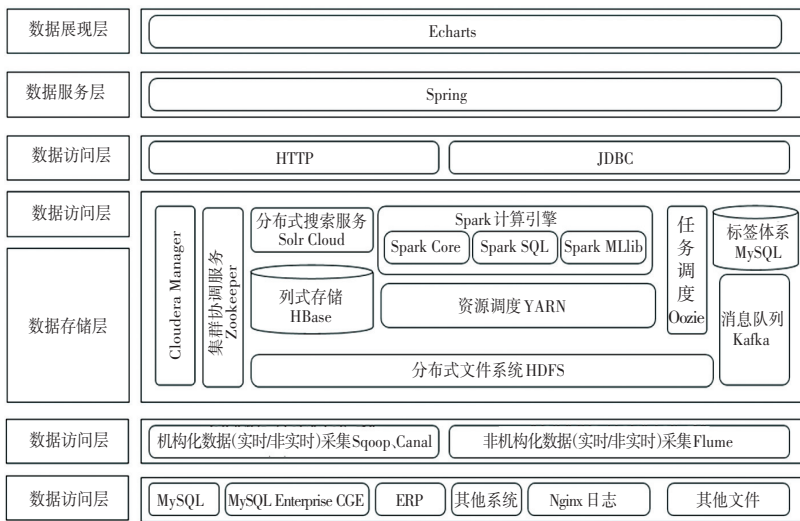 数据展现层
Echarts
数据服务层
Spring
数据访问层
HTTP
JDBC
数据访问层
数据存储层
Cloudera Manager
集群协调服务
Zookeeper
分布式搜索服务
Solr Cloud
列式存储
HBase
Spark 计算引擎
Spark Core
Spark SQL
Spark MLlib
资源调度 YARN
分布式文件系统 HDFS
任务调度
Oozie
标签体系
MySQL
消息队列
Kafka
数据访问层
机构化数据(实时/非实时)采集Sqoop、Canal
非机构化数据(实时/非实时)采集Flume
数据访问层
MySQL
MySQL Enterprise CGE
ERP
其他系统
Nginx 日志
其他文件